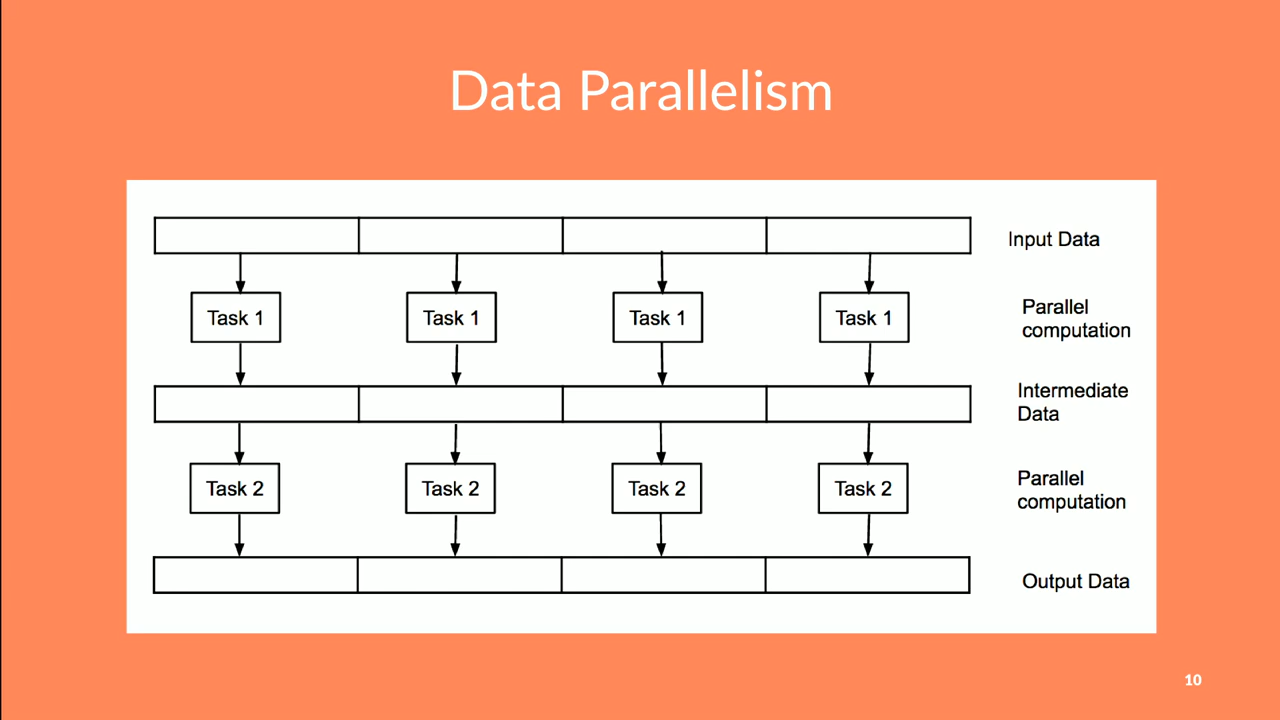 Data Parallelism
Input Data
Task 1 Task 1 Task 1 Task 1
Parallel
computation
Intermediate
Data
Task 2 Task 2 Task 2 Task 2
Parallel
computation
Output Data
10